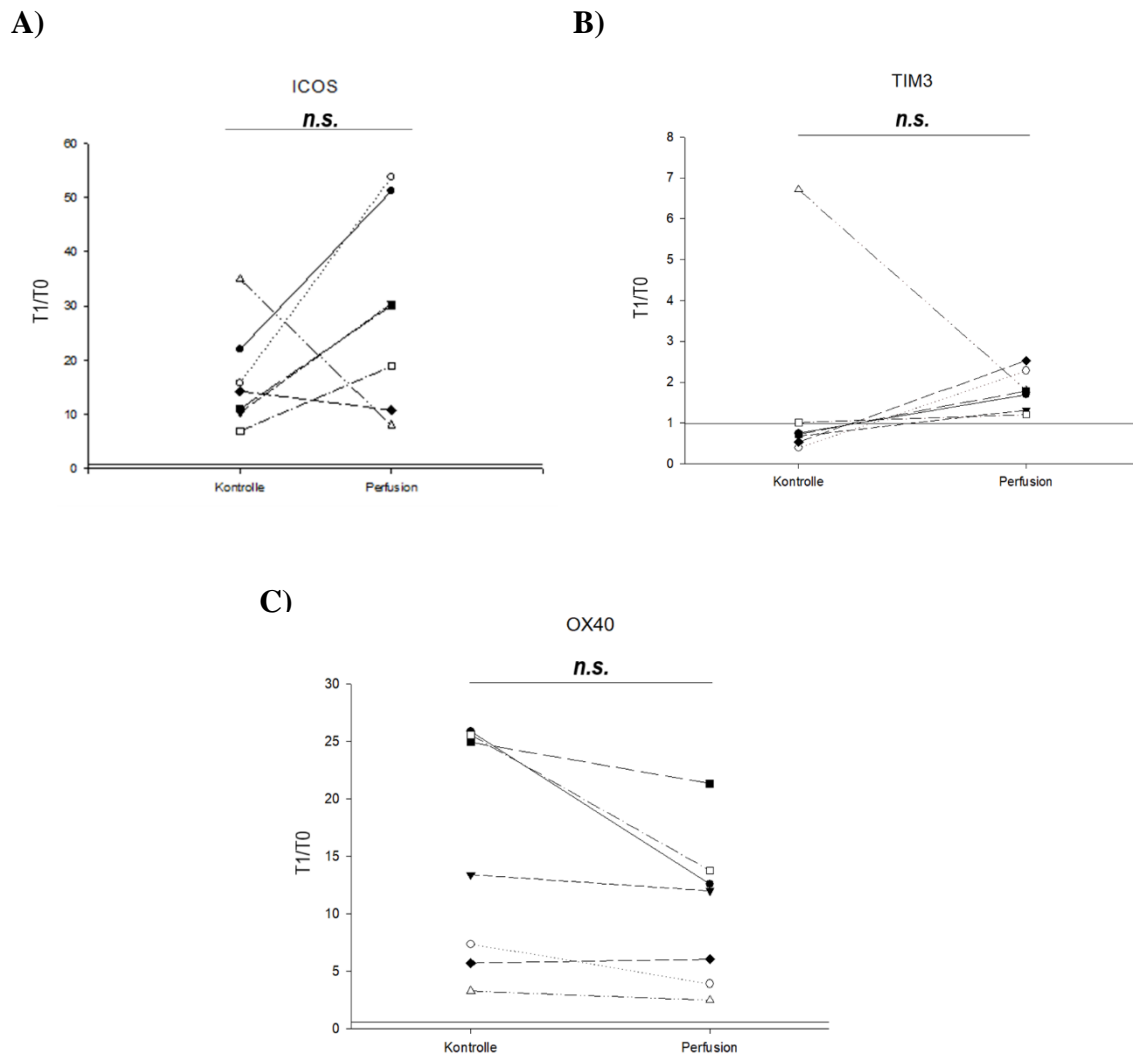 A)
B)
ICOS
n.s.
60
50
40
30
20
10
0
T1/T0
Kontrolle Perfusion
TIM3
n.s.
8
7
6
5
4
3
2
1
0
T1/T0
Kontrolle Perfusion
C)
OX40
n.s.
30
25
20
15
10
5
0
T1/T0
Kontrolle Perfusion